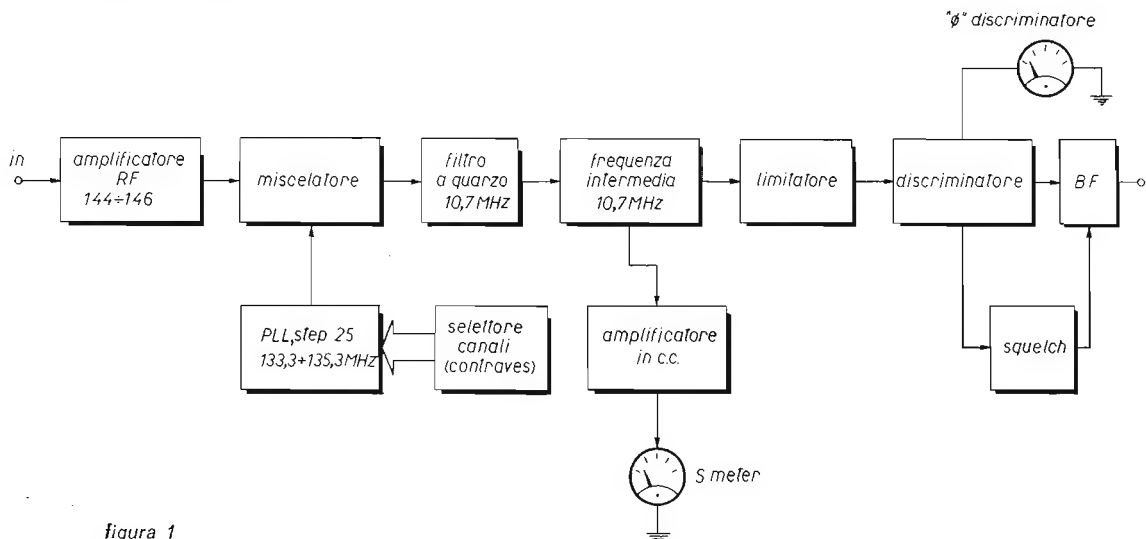 "ϕ" discriminatore
in
amplificatore
RF
144÷146
miscelatore
filtro
a quarzo
10,7 MHz
frequenza
intermedia
10,7 MHz
limitatore
discriminatore
BF
PLL, step 25
133,3÷135,3 MHz
selettore
canali
(contraves)
amplificatore
in c.c.
squelch
S meter
figura 1